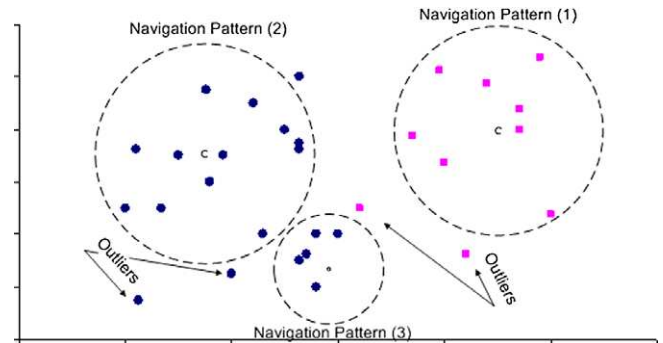 Navigation Pattern (1)
Navigation Pattern (2)
c
c
Outliers
Outliers
Navigation Pattern (3)